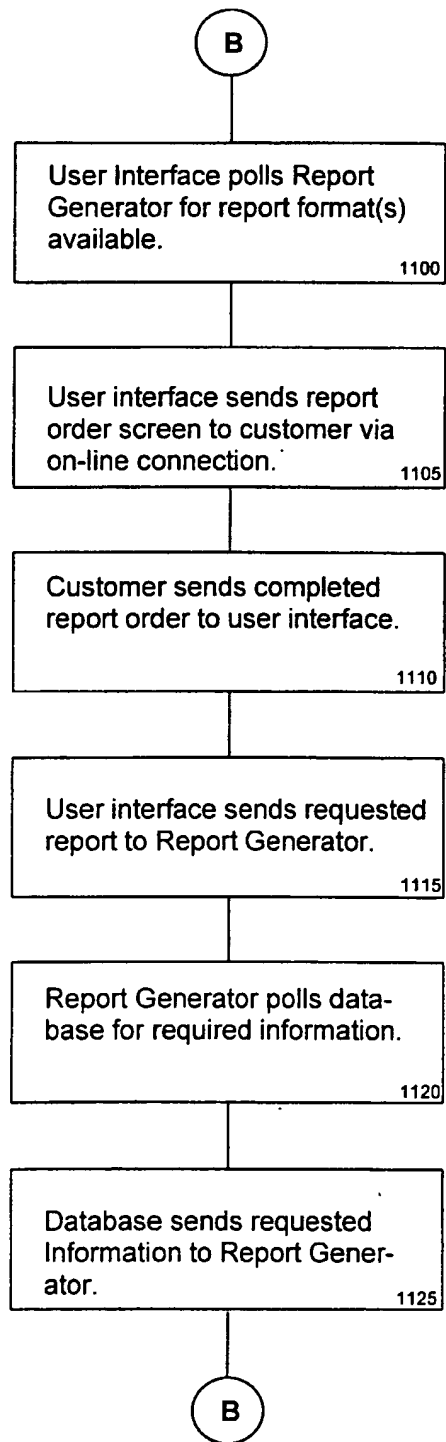 B
User Interface polls Report
Generator for report format(s)
available.
1100
User interface sends report
order screen to customer via
on-line connection.
1105
Customer sends completed
report order to user interface.
1110
User interface sends requested
report to Report Generator.
1115
Report Generator polls data-
base for required information.
1120
Database sends requested
Information to Report Gener-
ator.
1125
B